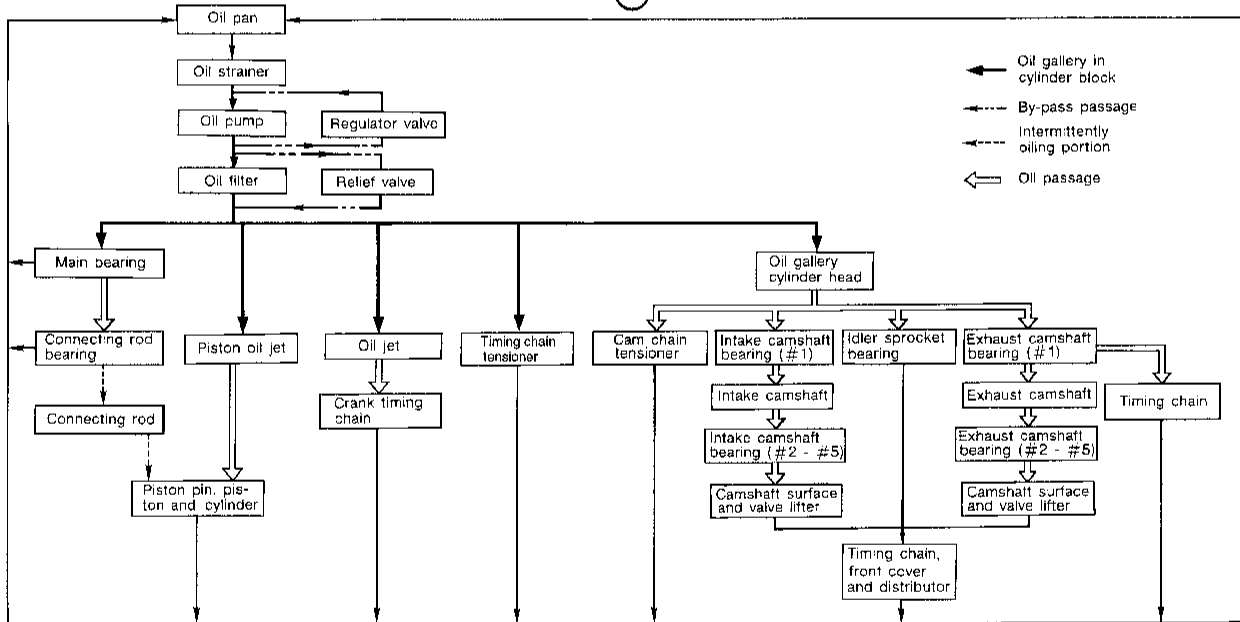 Oil pan
Oil strainer
Oil pump
Regulator valve
Oil filter
Relief valve
Oil gallery in
cylinder block
By-pass passage
Intermittently
oiling portion
Oil passage
Main bearing
Oil gallery
cylinder head
Connecting rod
bearing
Piston oil jet
Oil jet
Timing chain
tensioner
Cam chain
tensioner
Intake camshaft
bearing (#1)
Idler sprocket
bearing
Exhaust camshaft
bearing (#1)
Connecting rod
Crank timing
chain
Intake camshaft
Exhaust camshaft
Timing chain
Intake camshaft
bearing (#2 - #5)
Exhaust camshaft
bearing (#2 - #5)
Piston pin, pis-
ton and cylinder
Camshaft surface
and valve lifter
Camshaft surface
and valve lifter
Timing chain,
front cover
and distributor